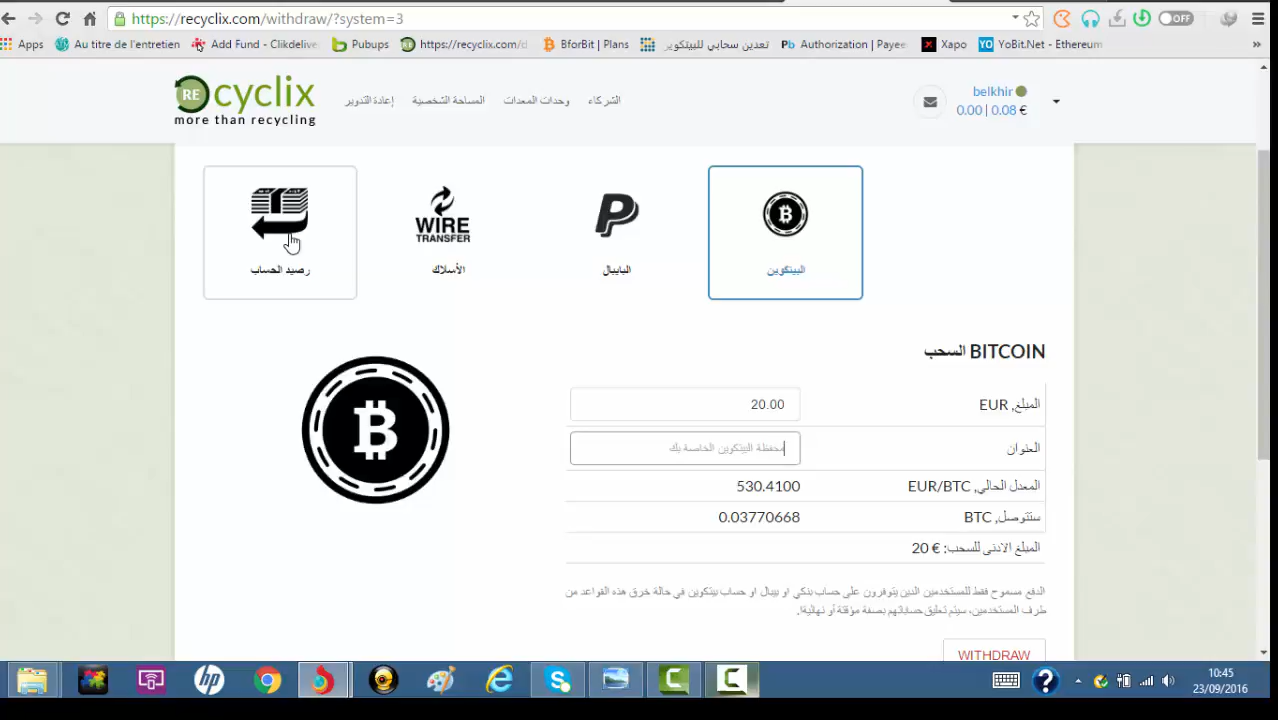 https://recyclix.com/withdraw/?system=3
OFF
Apps Au titre de l'entretien Add Fund - Clikdelive Pubups https://recyclix.com/d BforBit | Plans تعدين سحابي للبيتكوير Authorization | Payee Xapo YoBit.Net - Ethereum »
REcyclix
more than recycling
إعادة التدوير المساحة الشخصية وحدات المعدات الشركاء
belkhir
0.00 | 0.08 €
WIRE
TRANSFER
رصيد الحساب الأسلاك البايبال البيتكوين
BITCOIN السحب
المبلغ, EUR 20.00
العنوان محفظة البيتكوين الخاصة بك
المعدل الحالي, EUR/BTC 530.4100
ستتوصل, BTC 0.03770668
المبلغ الادنى للسحب: € 20
الدفع مسموح فقط للمستخدمين الدين يتوفرون على حساب بنكي او بيبال او حساب بيتكوين في حالة خرق هذه القواعد من
طرف المستخدمين، سيتم تعليق حساباتهم بصفة مؤقتة أو نهائية!.
WITHDRAW
10:45
23/09/2016